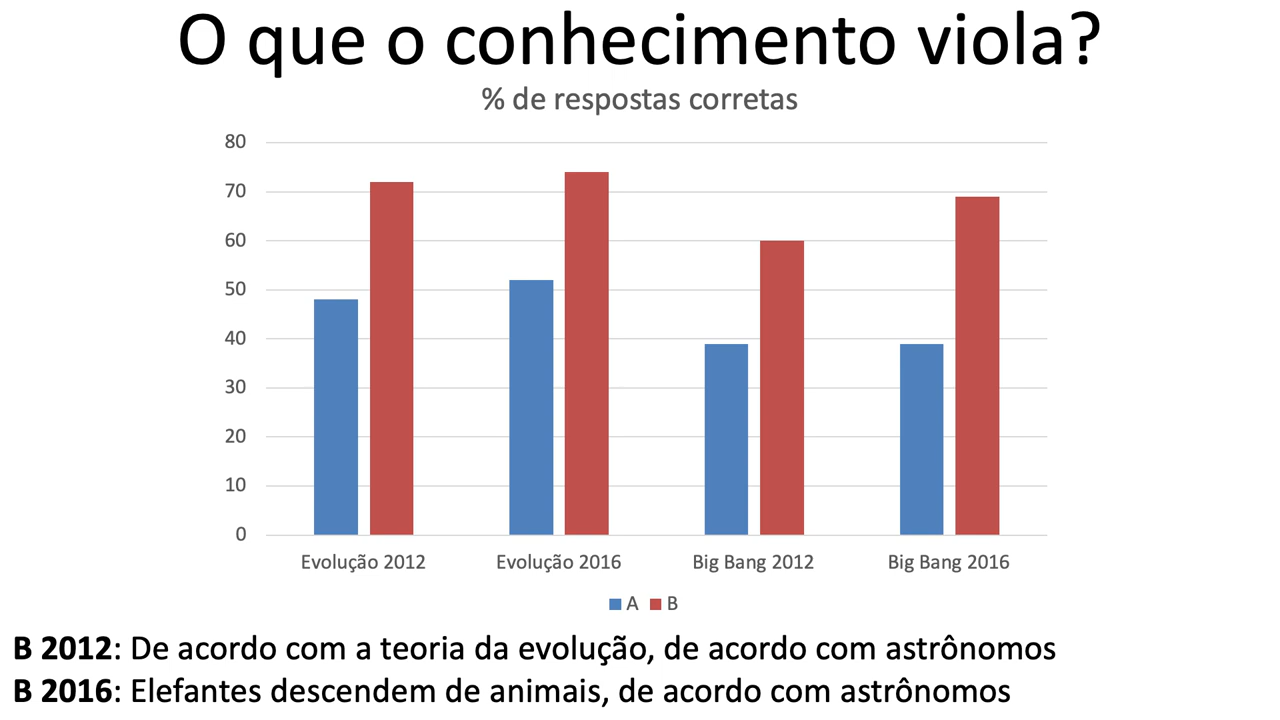 O que o conhecimento viola?
% de respostas corretas
80
70
60
50
40
30
20
10
0
Evolução 2012 Evolução 2016 Big Bang 2012 Big Bang 2016
A B
B 2012: De acordo com a teoria da evolução, de acordo com astrônomos
B 2016: Elefantes descendem de animais, de acordo com astrônomos